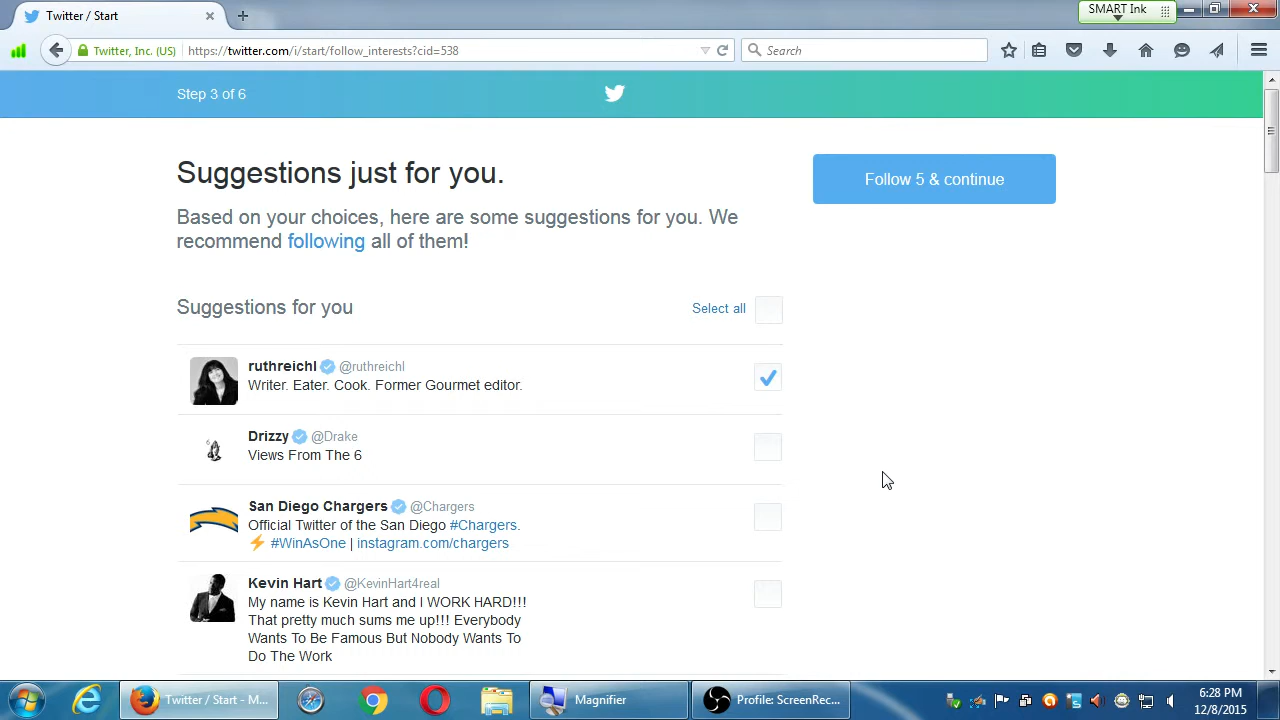 Twitter / Start
SMART Ink
Twitter, Inc. (US)
https://twitter.com/i/start/follow_interests?cid=538
Search
Step 3 of 6
Suggestions just for you.
Follow 5 & continue
Based on your choices, here are some suggestions for you. We
recommend following all of them!
Suggestions for you
Select all
ruthreichl @ruthreichl
Writer. Eater. Cook. Former Gourmet editor.
Drizzy @Drake
Views From The 6
San Diego Chargers @Chargers
Official Twitter of the San Diego #Chargers.
⚡ #WinAsOne | instagram.com/chargers
Kevin Hart @KevinHart4real
My name is Kevin Hart and I WORK HARD!!!
That pretty much sums me up!!! Everybody
Wants To Be Famous But Nobody Wants To
Do The Work
Twitter / Start - M...
Magnifier
Profile: ScreenRec...
6:28 PM
12/8/2015